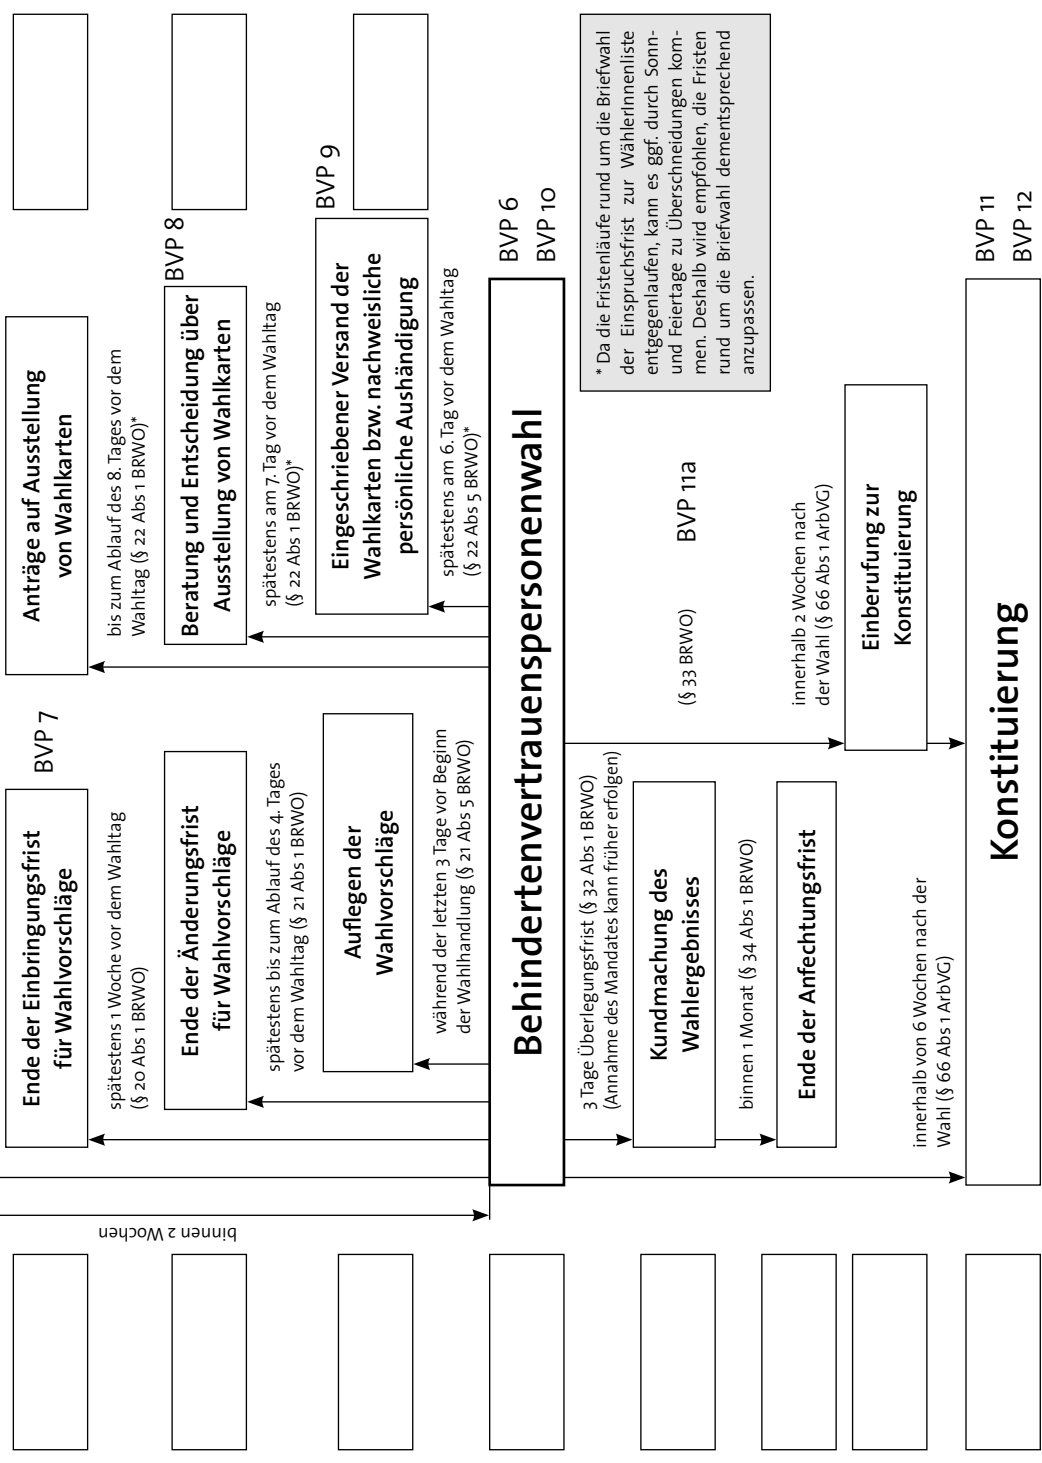 Ende der Einbringungsfrist
für Wahlvorschläge
BVP 7
spätestens 1 Woche vor dem Wahltag
(§ 20 Abs 1 BRWO)
Anträge auf Ausstellung
von Wahlkarten
bis zum Ablauf des 8. Tages vor dem
Wahltag (§ 22 Abs 1 BRWO)*
binnen 2 Wochen
Ende der Änderungsfrist
für Wahlvorschläge
spätestens bis zum Ablauf des 4. Tages
vor dem Wahltag (§ 21 Abs 1 BRWO)
Beratung und Entscheidung über
Ausstellung von Wahlkarten
BVP 8
spätestens am 7. Tag vor dem Wahltag
(§ 22 Abs 1 BRWO)*
Auflegen der
Wahlvorschläge
während der letzten 3 Tage vor Beginn
der Wahlhandlung (§ 21 Abs 5 BRWO)
Eingeschriebener Versand der
Wahlkarten bzw. nachweisliche
persönliche Aushändigung
BVP 9
spätestens am 6. Tag vor dem Wahltag
(§ 22 Abs 5 BRWO)*
Behindertenvertrauenspersonenwahl
BVP 6
BVP 10
3 Tage Überlegungsfrist (§ 32 Abs 1 BRWO)
(Annahme des Mandates kann früher erfolgen)
Kundmachung des
Wahlergebnisses
(§ 33 BRWO)
BVP 11a
binnen 1 Monat (§ 34 Abs 1 BRWO)
Ende der Anfechtungsfrist
* Da die Fristenläufe rund um die Briefwahl
der Einspruchsfrist zur WählerInnenliste
entgegenlaufen, kann es ggf. durch Sonn-
und Feiertage zu Überschneidungen kom-
men. Deshalb wird empfohlen, die Fristen
rund um die Briefwahl dementsprechend
anzupassen.
innerhalb 2 Wochen nach
der Wahl (§ 66 Abs 1 ArbVG)
Einberufung zur
Konstituierung
innerhalb von 6 Wochen nach der
Wahl (§ 66 Abs 1 ArbVG)
Konstituierung
BVP 11
BVP 12